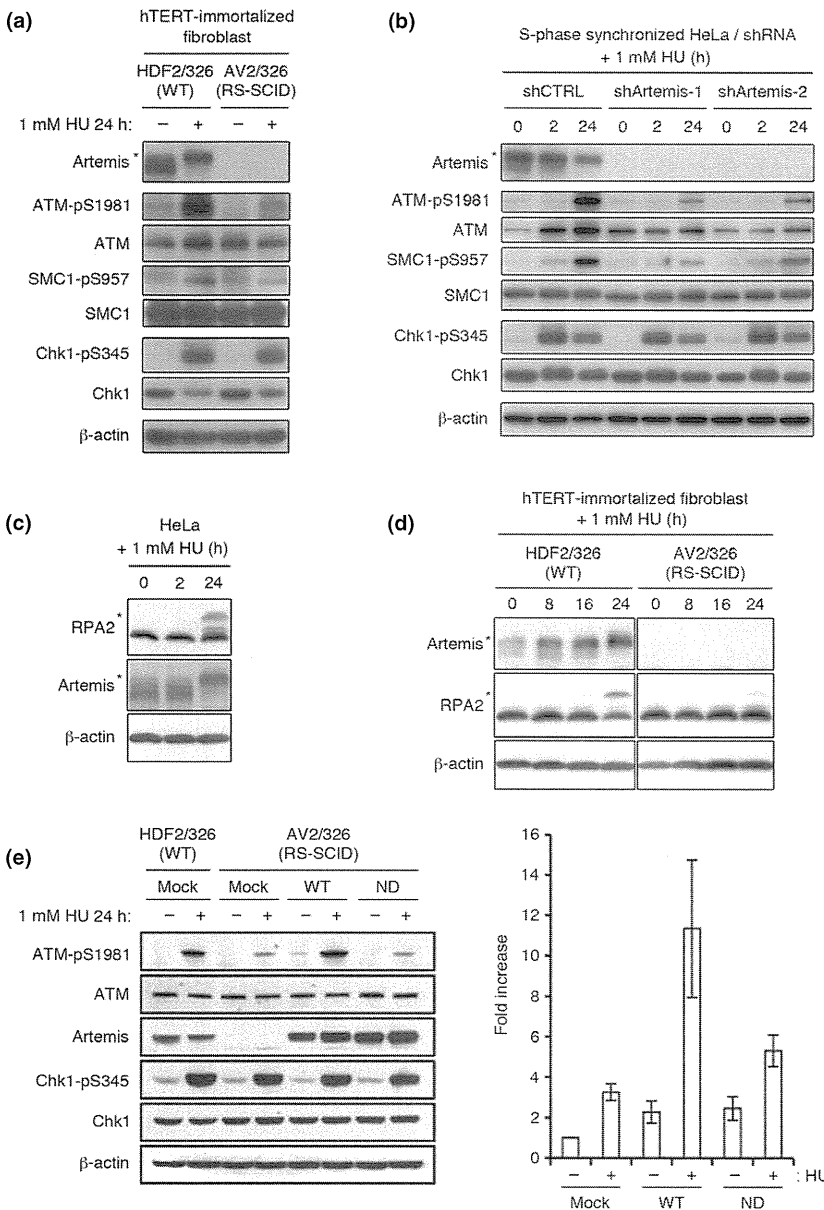 (a)
hTERT-immortalized
fibroblast
HDF2/326 AV2/326
(WT) (RS-SCID)
1 mM HU 24 h: – + – +
Artemis *
ATM-pS1981
ATM
SMC1-pS957
SMC1
Chk1-pS345
Chk1
β-actin
(b)
S-phase synchronized HeLa / shRNA
+ 1 mM HU (h)
shCTRL shArtemis-1 shArtemis-2
0 2 24 0 2 24 0 2 24
Artemis *
ATM-pS1981
ATM
SMC1-pS957
SMC1
Chk1-pS345
Chk1
β-actin
(c)
HeLa
+ 1 mM HU (h)
0 2 24
RPA2 *
Artemis *
β-actin
(d)
hTERT-immortalized fibroblast
+ 1 mM HU (h)
HDF2/326 AV2/326
(WT) (RS-SCID)
0 8 16 24 0 8 16 24
Artemis *
RPA2 *
β-actin
(e)
HDF2/326 AV2/326
(WT) (RS-SCID)
Mock Mock WT ND
1 mM HU 24 h: – + – + – + – +
ATM-pS1981
ATM
Artemis
Chk1-pS345
Chk1
β-actin
Fold increase
16
14
12
10
8
6
4
2
0
– + – + – + : HU
Mock WT ND